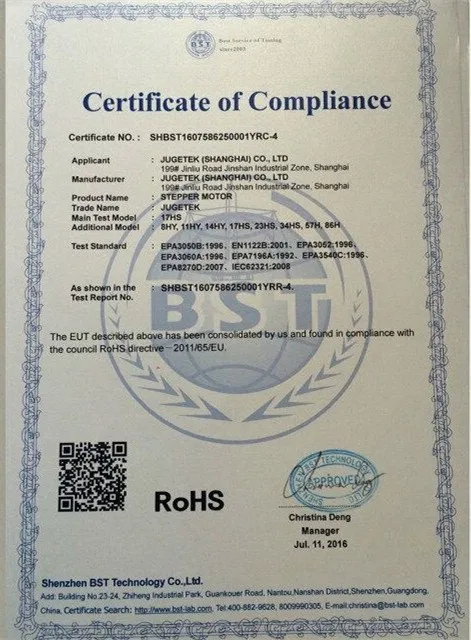 BST
Best Service of Testing
since2003
Certificate of Compliance
Certificate NO. : SHBST1607586250001YRC-4
Applicant : JUGETEK (SHANGHAI) CO., LTD
199# Jinliu Road Jinshan Industrial Zone, Shanghai
Manufacturer : JUGETEK (SHANGHAI) CO., LTD
199# Jinliu Road Jinshan Industrial Zone, Shanghai
Product Name : STEPPER MOTOR
Trade Name : JUGETEK
Main Test Model : 17HS
Additional Model : 8HY, 11HY, 14HY, 17HS, 23HS, 34HS, 57H, 86H
Test Standard : EPA3050B:1996, EN1122B:2001, EPA3052:1996,
EPA3060A:1996, EPA7196A:1992, EPA3540C:1996,
EPA8270D:2007, IEC62321:2008
As shown in the : SHBST1607586250001YRR-4.
Test Report No.
BST
The EUT described above has been consolidated by us and found in compliance with
the council RoHS directive－2011/65/EU.
RoHS
APPROVED
Christina Deng
Manager
Jul. 11, 2016
Shenzhen BST Technology Co.,Ltd.
Add: Building No.23-24, Zhiheng Industrial Park, Guankouer Road, Nantou,Nanshan District,Shenzhen,Guangdong,
China, Certificate Search: http://www.bst-lab.com, Tel:400-882-9628, 8009990305, E-mail:christina@bst-lab.com